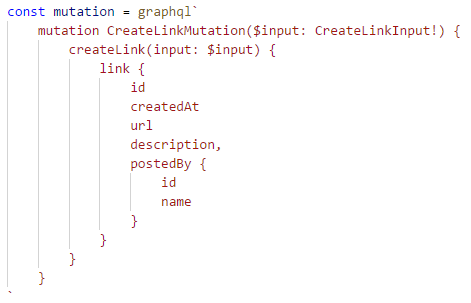 const mutation = graphql`
    mutation CreateLinkMutation($input: CreateLinkInput!) {
        createLink(input: $input) {
            link {
                id
                createdAt
                url
                description,
                postedBy {
                    id
                    name
                }
            }
        }
    }